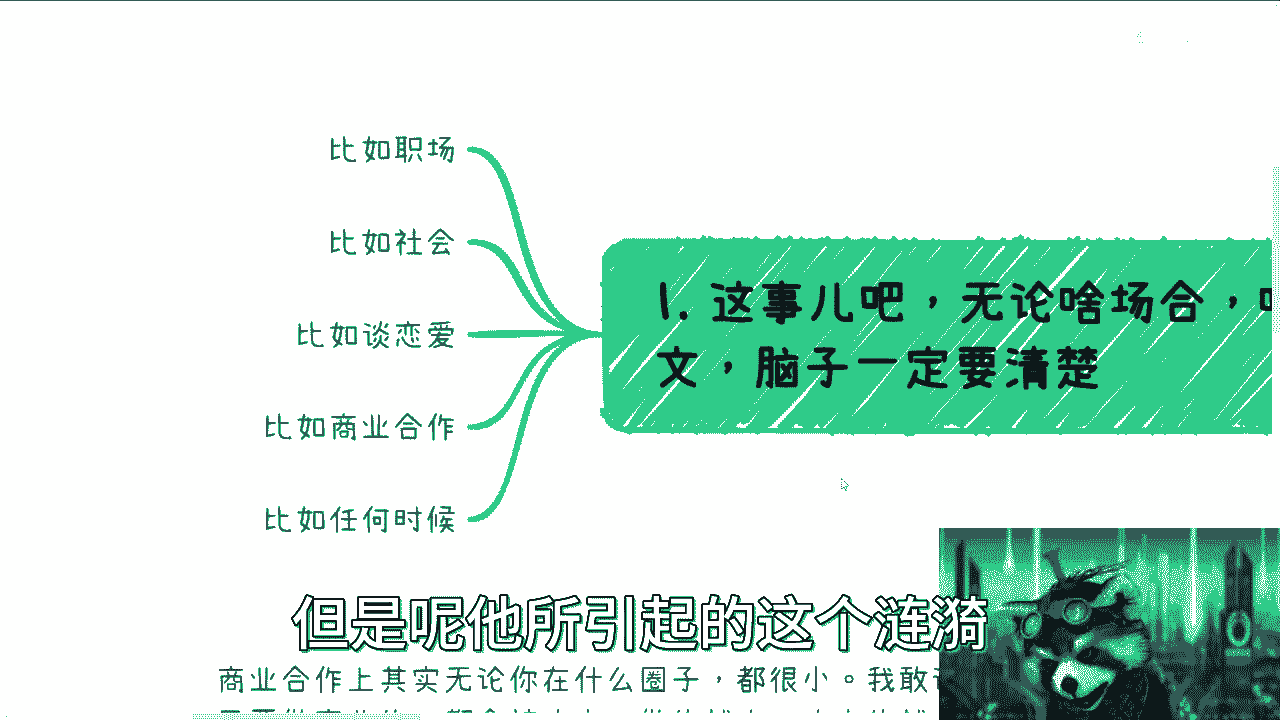 比如职场
比如社会
比如谈恋爱
比如商业合作
比如任何时候
1. 这事儿吧，无论啥场合，
文，脑子一定要清楚
但是呢他所引起的这个涟漪
商业合作上其实无论你在什么圈子，都很小。我敢